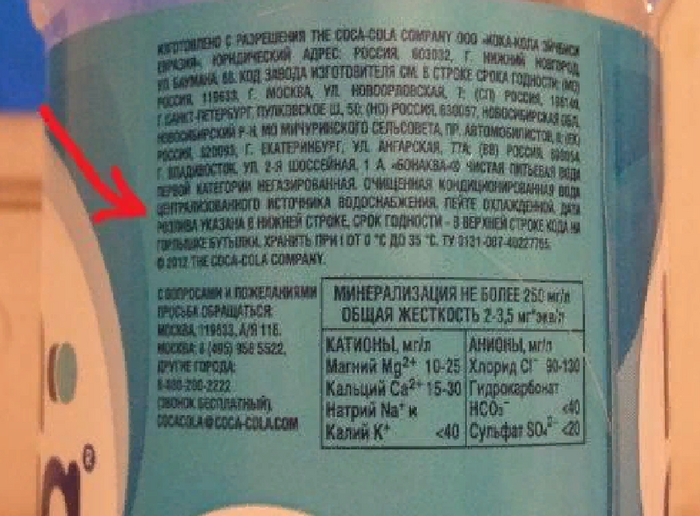 ИЗГОТОВЛЕНО С РАЗРЕШЕНИЯ THE COCA-COLA COMPANY ООО «КОКА-КОЛА ЭЙЧБИСИ
ЕВРАЗИЯ», ЮРИДИЧЕСКИЙ АДРЕС: РОССИЯ, 603032, Г. НИЖНИЙ НОВГОРОД,
УЛ. БАУМАНА, 66. КОД ЗАВОДА ИЗГОТОВИТЕЛЯ СМ. В СТРОКЕ СРОКА ГОДНОСТИ: (МО)
РОССИЯ, 119633, Г. МОСКВА, УЛ. НОВООРЛОВСКАЯ, 7; (СП) РОССИЯ,
Г. САНКТ-ПЕТЕРБУРГ, ПУЛКОВСКОЕ Ш., 50; (НО) РОССИЯ, 630057, НОВОСИБИРСКАЯ ОБЛ.
НОВОСИБИРСКИЙ Р-Н, МО МИЧУРИНСКОГО СЕЛЬСОВЕТА, ПР. АВТОМОБИЛИСТОВ, (ЕК)
РОССИЯ, 620093, Г. ЕКАТЕРИНБУРГ, УЛ. АНГАРСКАЯ, 77А; (ВВ) РОССИЯ,
Г. ВЛАДИВОСТОК, УЛ. 2-Я ШОССЕЙНАЯ, 1 А. «БОНАКВА»® ЧИСТАЯ ПИТЬЕВАЯ ВОДА
ПЕРВОЙ КАТЕГОРИИ НЕГАЗИРОВАННАЯ. ОЧИЩЕННАЯ КОНДИЦИОНИРОВАННАЯ ВОДА
ЦЕНТРАЛИЗОВАННОГО ИСТОЧНИКА ВОДОСНАБЖЕНИЯ. ПЕЙТЕ ОХЛАЖДЕННОЙ. ДАТА
РОЗЛИВА УКАЗАНА В НИЖНЕЙ СТРОКЕ, СРОК ГОДНОСТИ - В ВЕРХНЕЙ СТРОКЕ КОДА НА
ГОРЛЫШКЕ БУТЫЛКИ. ХРАНИТЬ ПРИ t ОТ 0 °С ДО 35 °С. ТУ 0131-087-40227765.
© 2012 THE COCA-COLA COMPANY.
С ВОПРОСАМИ И ПОЖЕЛАНИЯМИ
ПРОСЬБА ОБРАЩАТЬСЯ:
МОСКВА, 119633, А/Я 116.
МОСКВА: 8 (495) 956 5522,
ДРУГИЕ ГОРОДА:
8-800-200-2222
(ЗВОНОК БЕСПЛАТНЫЙ),
COCACOLA@COCA-COLA.COM
МИНЕРАЛИЗАЦИЯ НЕ БОЛЕЕ 250 мг/л
ОБЩАЯ ЖЕСТКОСТЬ 2-3,5 мг*экв/л
КАТИОНЫ, мг/л
Магний Mg²⁺ 10-25
Кальций Ca²⁺ 15-30
Натрий Na⁺ и
Калий K⁺ <40
АНИОНЫ, мг/л
Хлорид Cl⁻ 90-130
Гидрокарбонат
HCO₃⁻ <40
Сульфат SO₄²⁻ <20